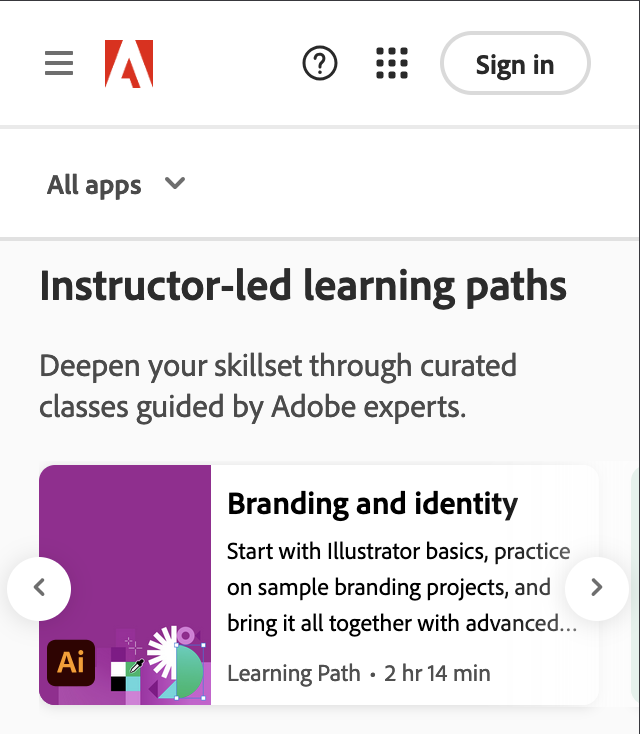 Sign in
All apps
Instructor-led learning paths
Deepen your skillset through curated
classes guided by Adobe experts.
Branding and identity
Start with Illustrator basics, practice
on sample branding projects, and
bring it all together with advanced...
Ai
Learning Path • 2 hr 14 min